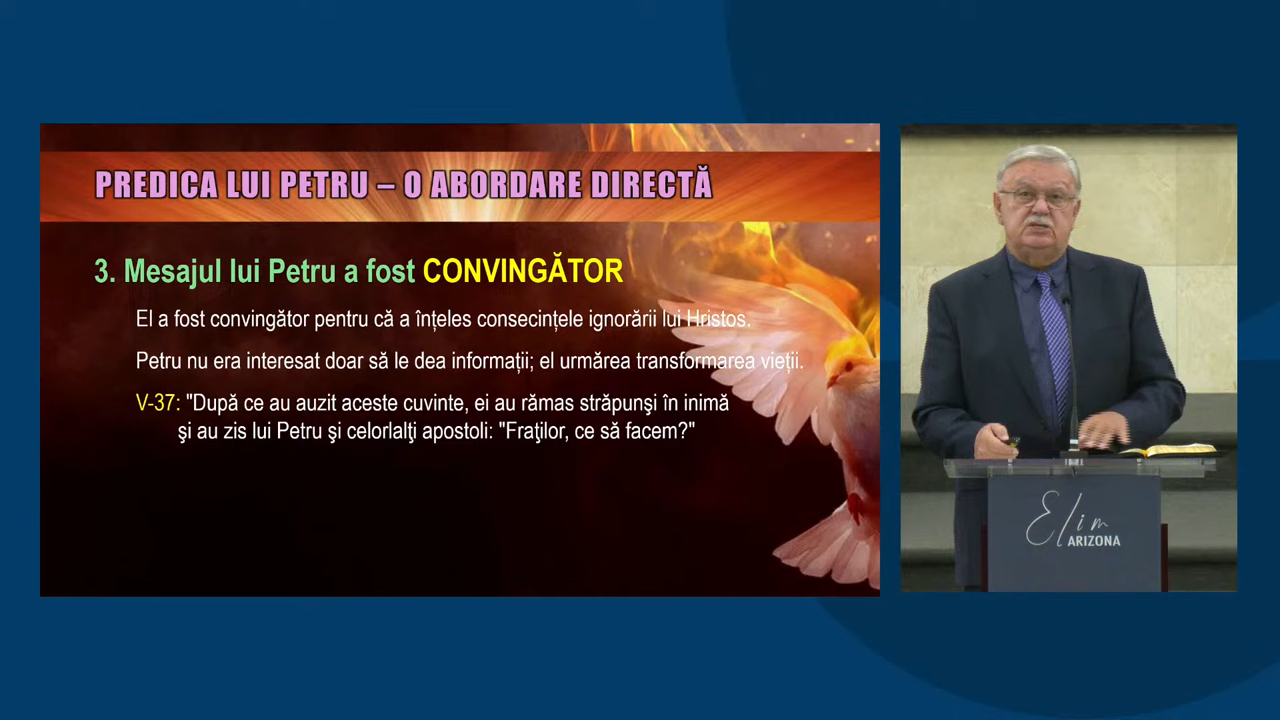 PREDICA LUI PETRU – O ABORDARE DIRECTĂ
3. Mesajul lui Petru a fost CONVINGĂTOR
El a fost convingător pentru că a înțeles consecințele ignorării lui Hristos.
Petru nu era interesat doar să le dea informații; el urmărea transformarea vieții.
V-37: "După ce au auzit aceste cuvinte, ei au rămas străpunşi în inimă
şi au zis lui Petru şi celorlalţi apostoli: "Fraţilor, ce să facem?"
Elim
ARIZONA